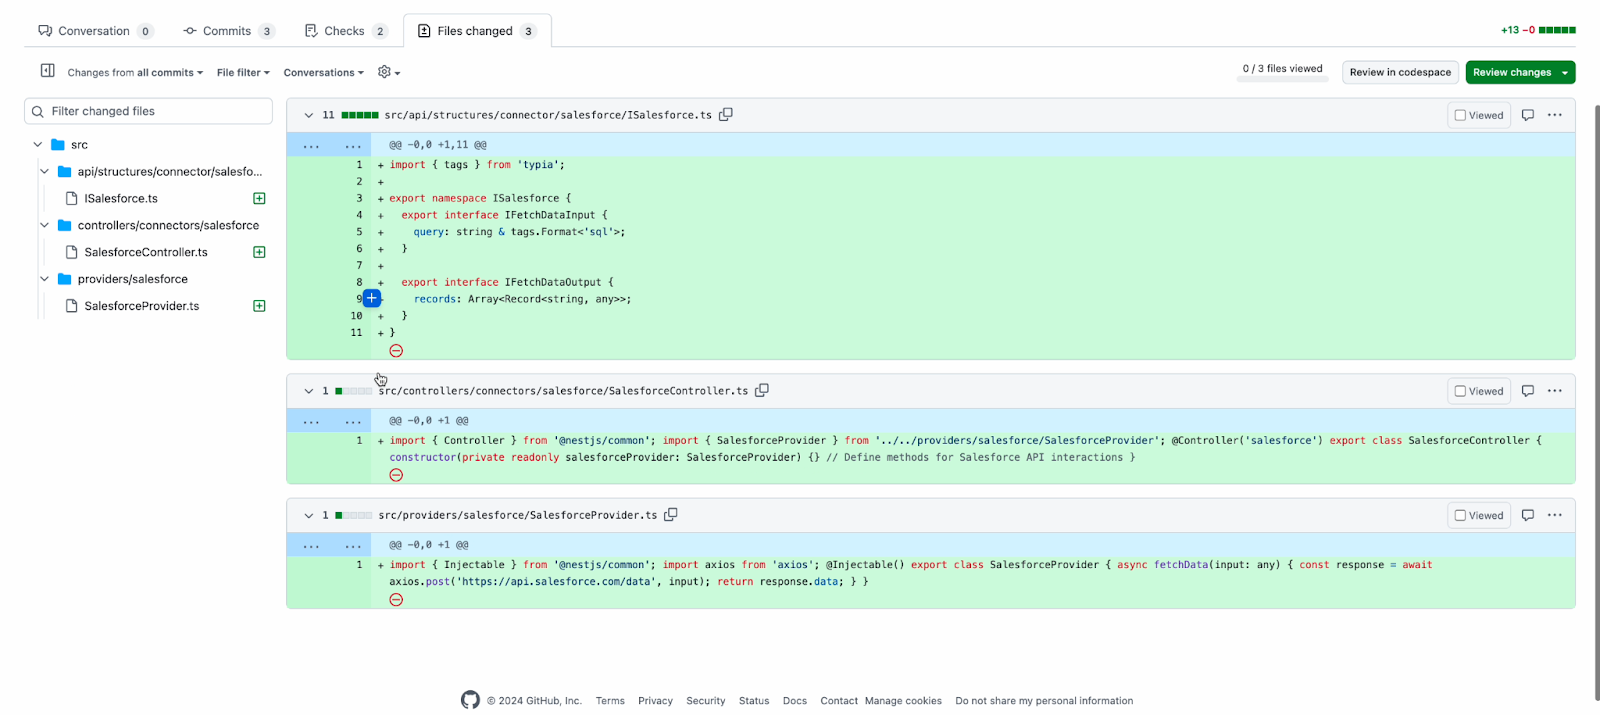 Conversation 0 Commits 3 Checks 2 Files changed 3 +13 −0
Changes from all commits File filter Conversations 0 / 3 files viewed Review in codespace Review changes
Filter changed files
src
api/structures/connector/salesfo...
ISalesforce.ts
controllers/connectors/salesforce
SalesforceController.ts
providers/salesforce
SalesforceProvider.ts
11 src/api/structures/connector/salesforce/ISalesforce.ts Viewed ...
... ... @@ -0,0 +1,11 @@
1 + import { tags } from 'typia';
2 +
3 + export namespace ISalesforce {
4 + export interface IFetchDataInput {
5 + query: string & tags.Format<'sql'>;
6 + }
7 +
8 + export interface IFetchDataOutput {
9 + records: Array<Record<string, any>>;
10 + }
11 + }
1 src/controllers/connectors/salesforce/SalesforceController.ts Viewed ...
... ... @@ -0,0 +1 @@
1 + import { Controller } from '@nestjs/common'; import { SalesforceProvider } from '../../providers/salesforce/SalesforceProvider'; @Controller('salesforce') export class SalesforceController {
constructor(private readonly salesforceProvider: SalesforceProvider) {} // Define methods for Salesforce API interactions }
1 src/providers/salesforce/SalesforceProvider.ts Viewed ...
... ... @@ -0,0 +1 @@
1 + import { Injectable } from '@nestjs/common'; import axios from 'axios'; @Injectable() export class SalesforceProvider { async fetchData(input: any) { const response = await
axios.post('https://api.salesforce.com/data', input); return response.data; } }
© 2024 GitHub, Inc. Terms Privacy Security Status Docs Contact Manage cookies Do not share my personal information